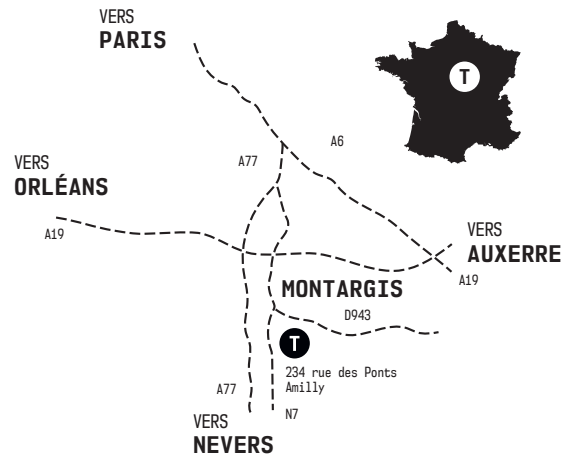 VERS
PARIS
T
A6
A77
VERS
ORLÉANS
A19
VERS
AUXERRE
A19
MONTARGIS
D943
T
234 rue des Ponts
Amilly
A77
N7
VERS
NEVERS